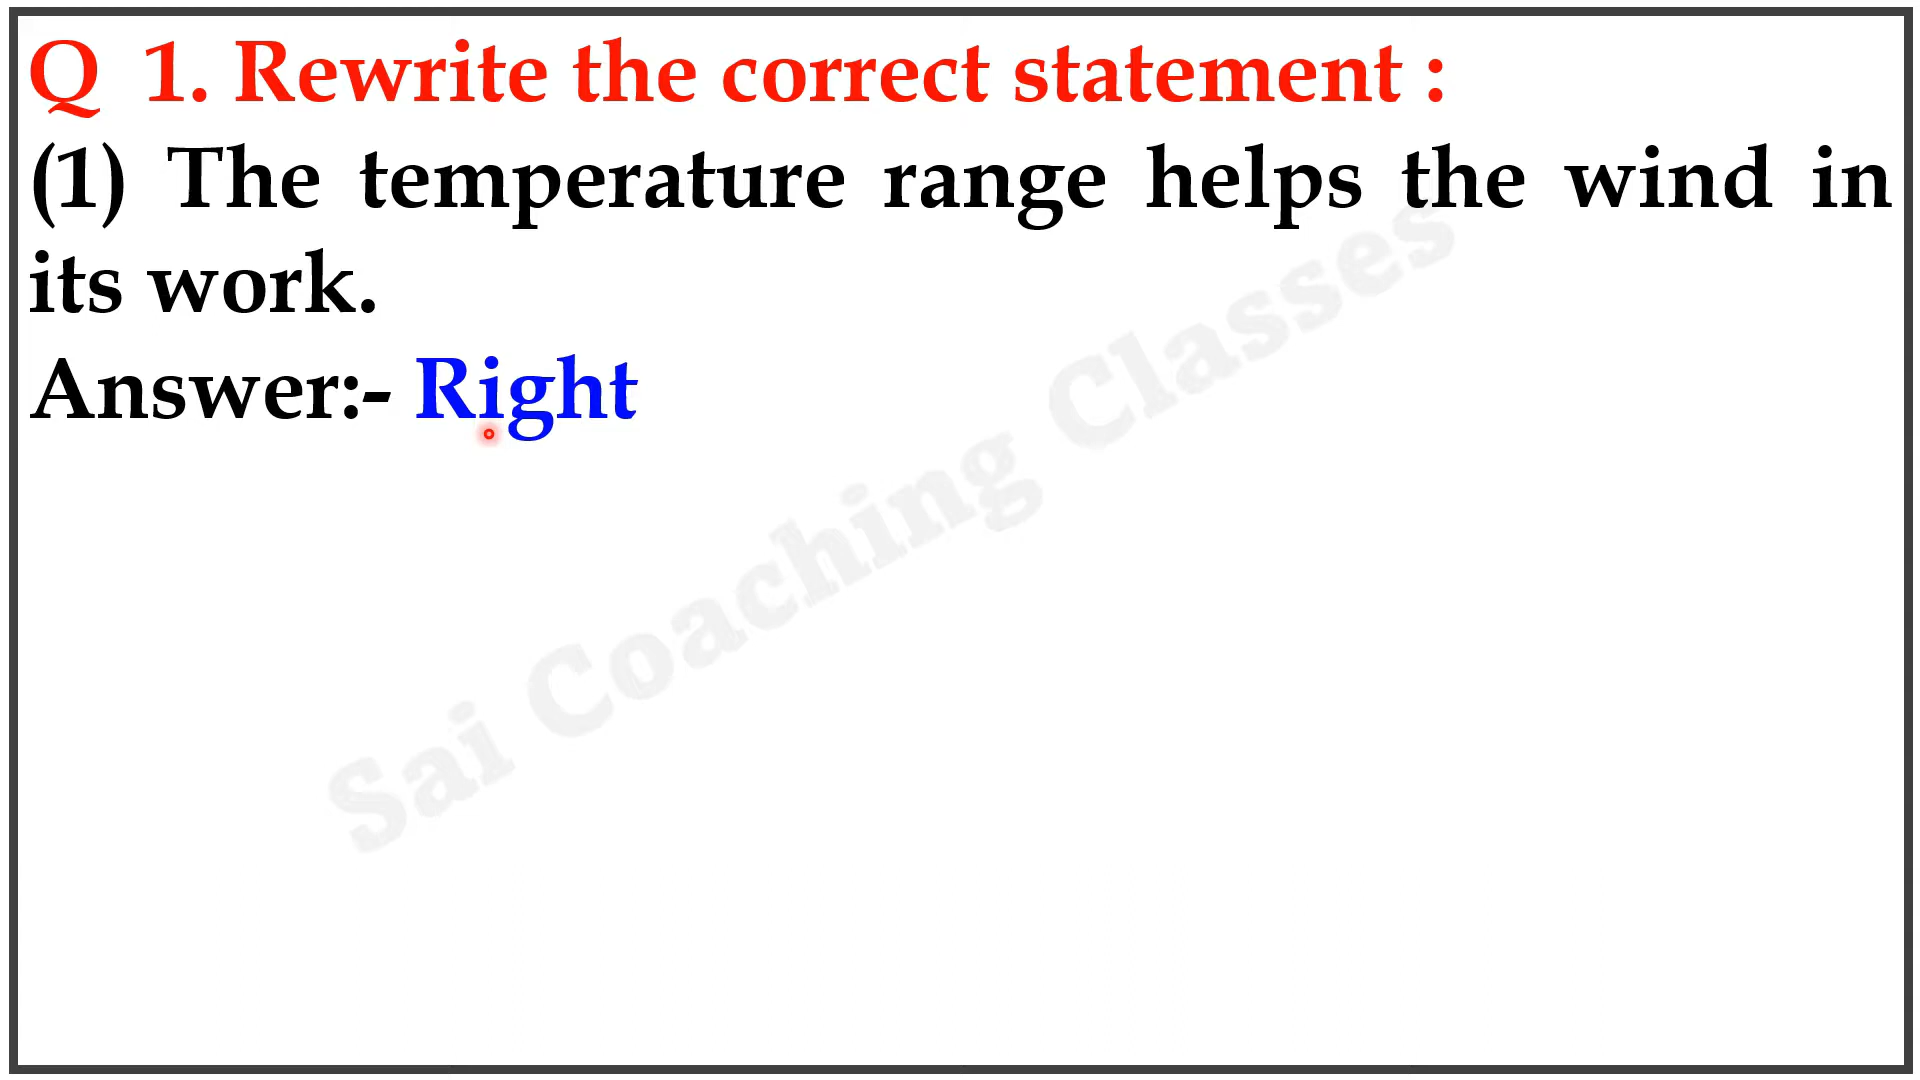 Q 1. Rewrite the correct statement :
(1) The temperature range helps the wind in
its work.
Answer:- Right
Sai Coaching Classes